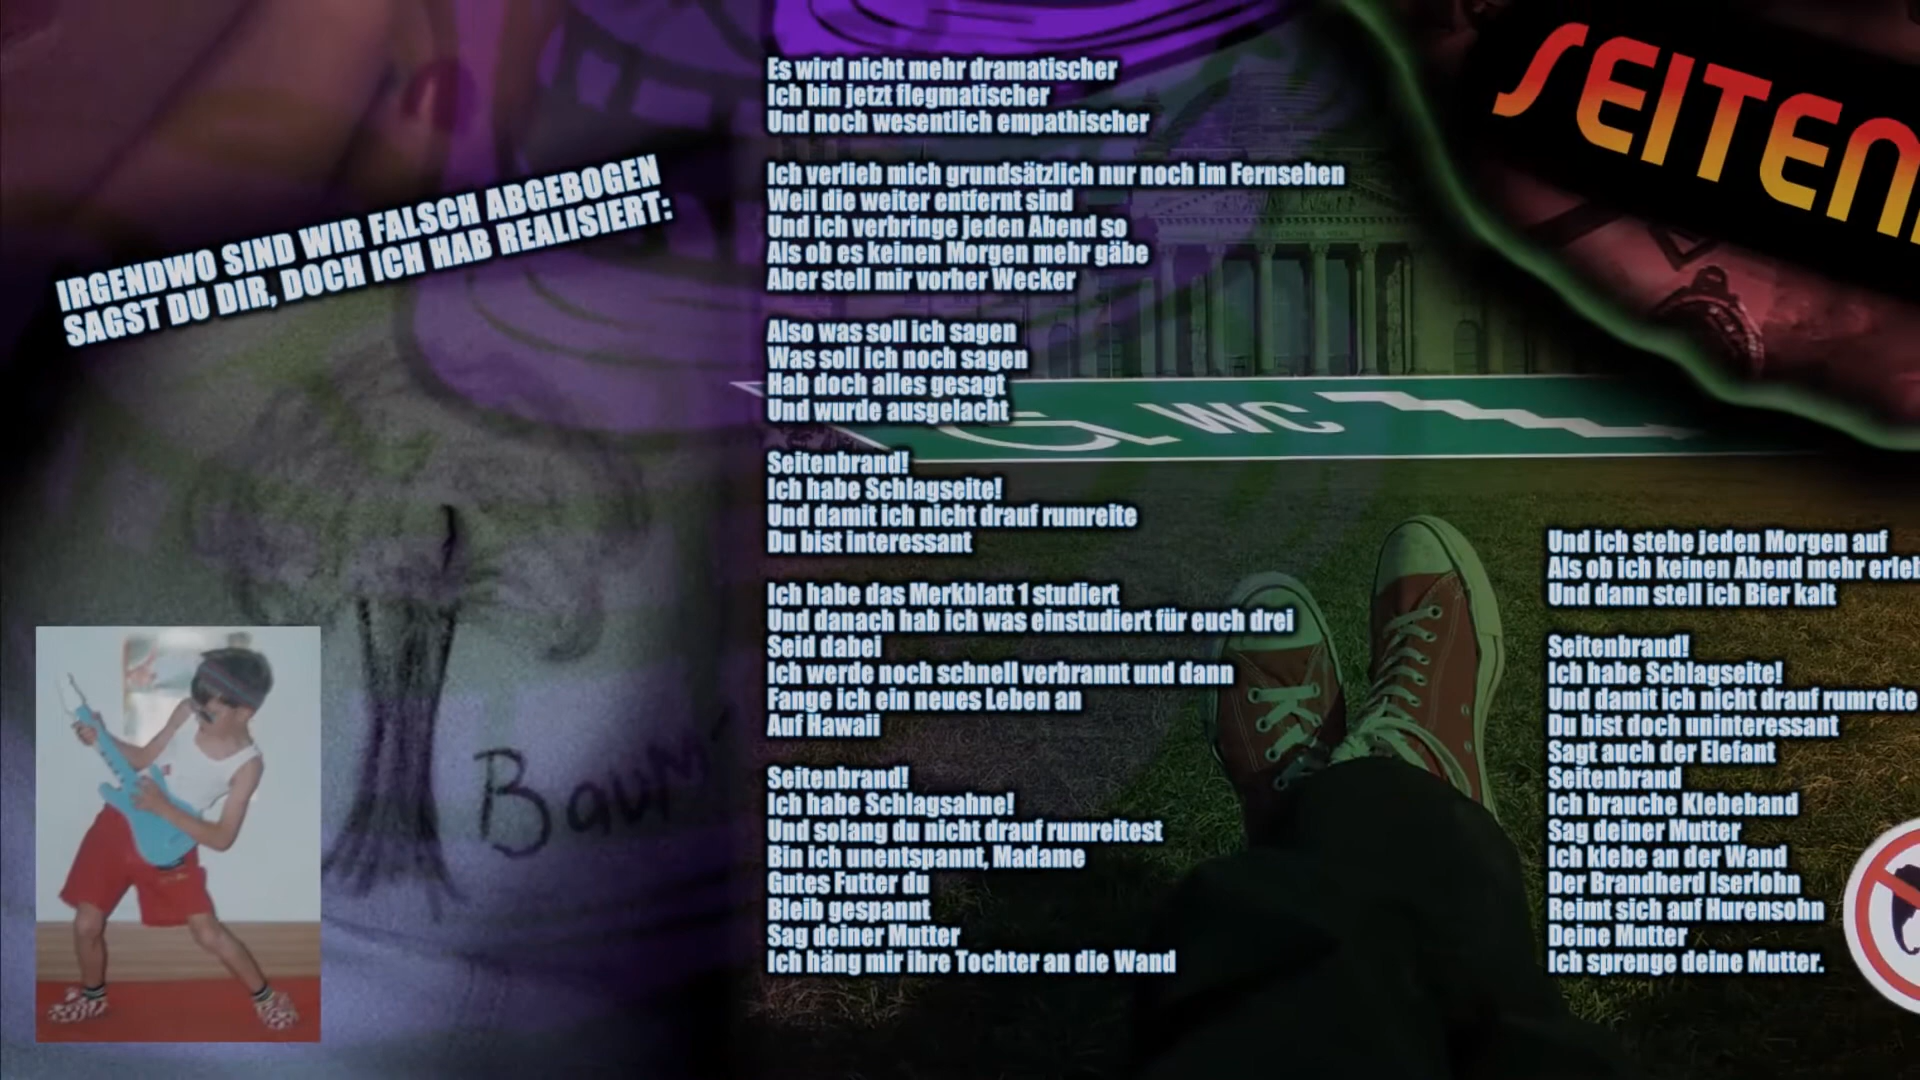 IRGENDWO SIND WIR FALSCH ABGEBOGEN
SAGST DU DIR, DOCH ICH HAB REALISIERT:
Baum
Es wird nicht mehr dramatischer
Ich bin jetzt flegmatischer
Und noch wesentlich empathischer
Ich verlieb mich grundsätzlich nur noch im Fernsehen
Weil die weiter entfernt sind
Und ich verbringe jeden Abend so
Als ob es keinen Morgen mehr gäbe
Aber stell mir vorher Wecker
Also was soll ich sagen
Was soll ich noch sagen
Hab doch alles gesagt
Und wurde ausgelacht
Seitenbrand!
Ich habe Schlagseite!
Und damit ich nicht drauf rumreite
Du bist interessant
Ich habe das Merkblatt 1 studiert
Und danach hab ich was einstudiert für euch drei
Seid dabei
Ich werde noch schnell verbrannt und dann
Fange ich ein neues Leben an
Auf Hawaii
Seitenbrand!
Ich habe Schlagsahne!
Und solang du nicht drauf rumreitest
Bin ich unentspannt, Madame
Gutes Futter du
Bleib gespannt
Sag deiner Mutter
Ich häng mir ihre Tochter an die Wand
WC
SEITEN
Und ich stehe jeden Morgen auf
Als ob ich keinen Abend mehr erleb
Und dann stell ich Bier kalt
Seitenbrand!
Ich habe Schlagseite!
Und damit ich nicht drauf rumreite
Du bist doch uninteressant
Sagt auch der Elefant
Seitenbrand
Ich brauche Klebeband
Sag deiner Mutter
Ich klebe an der Wand
Der Brandherd Iserlohn
Reimt sich auf Hurensohn
Deine Mutter
Ich sprenge deine Mutter.